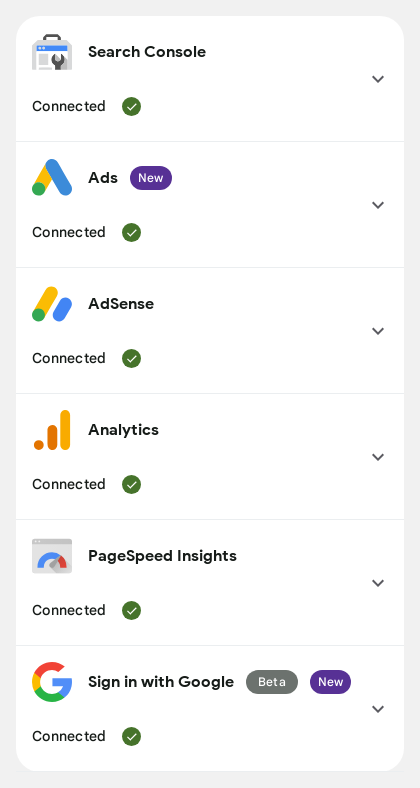 Search Console
Connected
Ads New
Connected
AdSense
Connected
Analytics
Connected
PageSpeed Insights
Connected
Sign in with Google Beta New
Connected